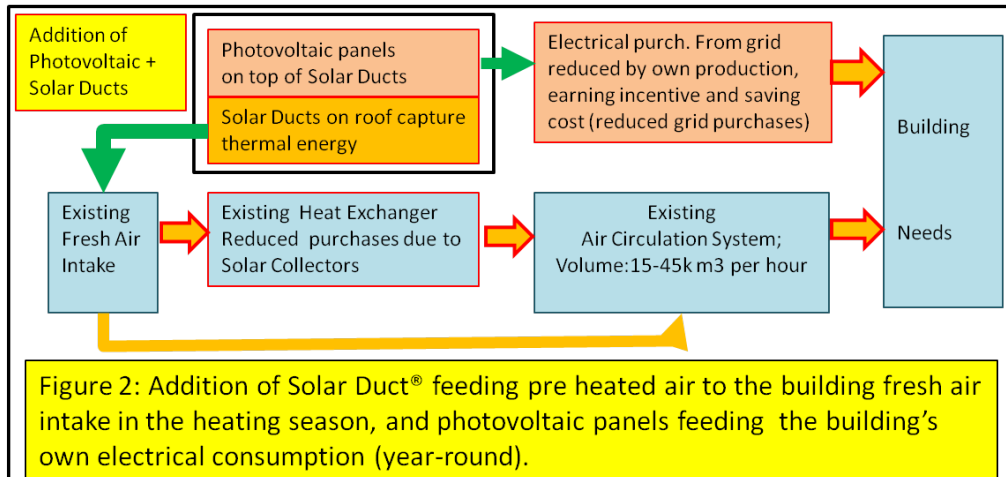 Addition of
Photovoltaic +
Solar Ducts
Photovoltaic panels
on top of Solar Ducts
Solar Ducts on roof capture
thermal energy
Electrical purch. From grid
reduced by own production,
earning incentive and saving
cost (reduced grid purchases)
Building
Needs
Existing
Fresh Air
Intake
Existing Heat Exchanger
Reduced purchases due to
Solar Collectors
Existing
Air Circulation System;
Volume:15-45k m3 per hour
Figure 2: Addition of Solar Duct® feeding pre heated air to the building fresh air
intake in the heating season, and photovoltaic panels feeding the building’s
own electrical consumption (year-round).